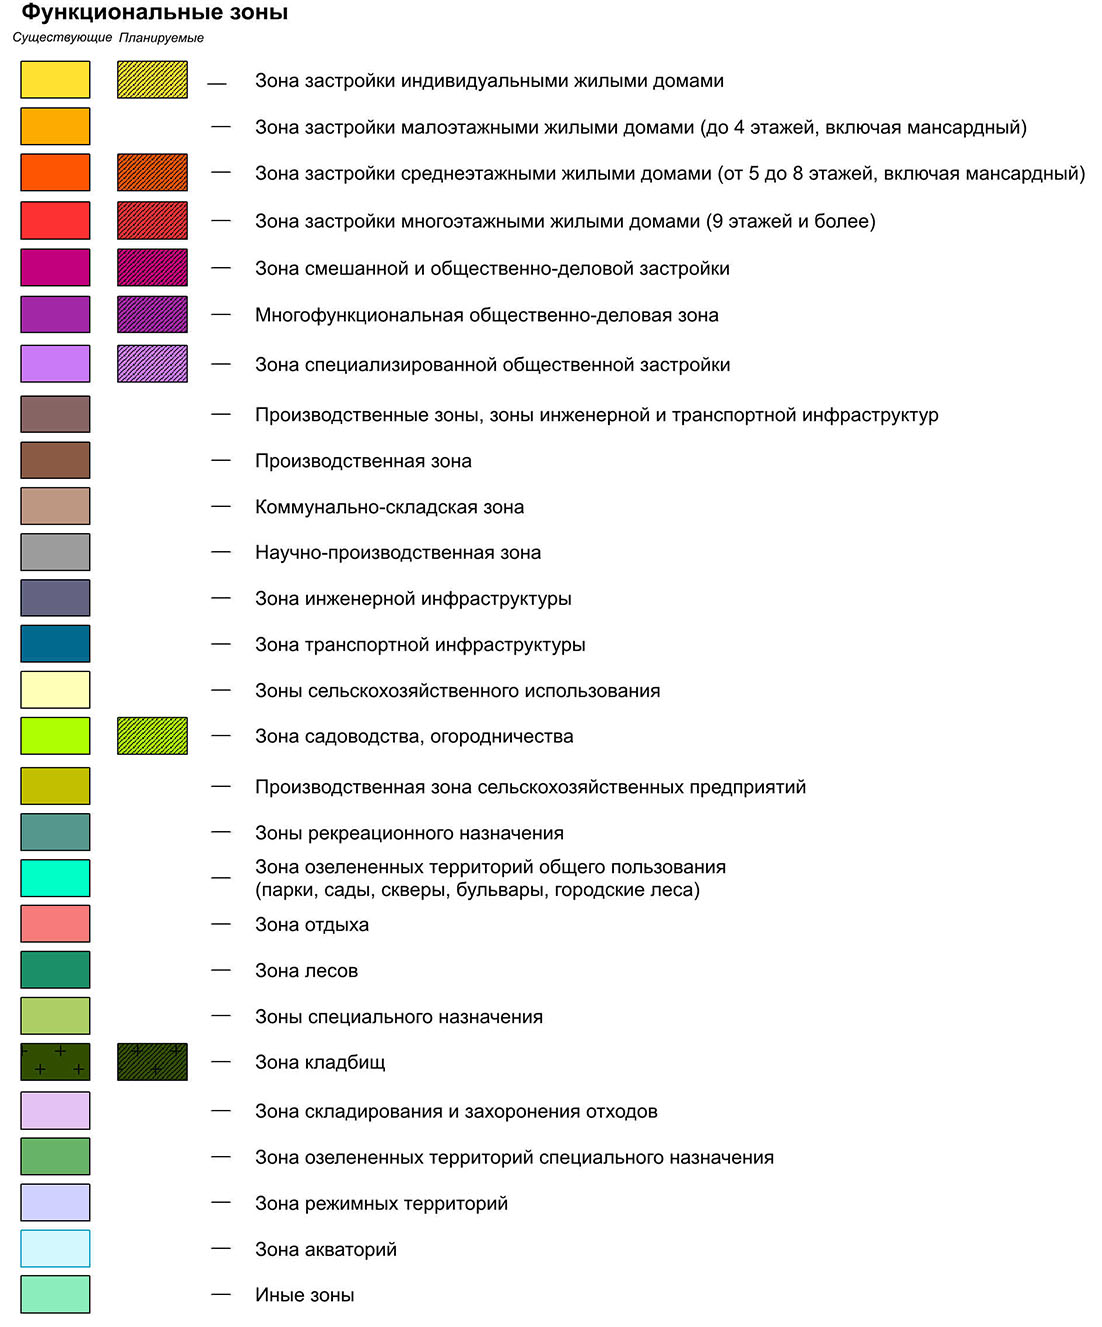 Функциональные зоны
Существующие Планируемые
— Зона застройки индивидуальными жилыми домами
— Зона застройки малоэтажными жилыми домами (до 4 этажей, включая мансардный)
— Зона застройки среднеэтажными жилыми домами (от 5 до 8 этажей, включая мансардный)
— Зона застройки многоэтажными жилыми домами (9 этажей и более)
— Зона смешанной и общественно-деловой застройки
— Многофункциональная общественно-деловая зона
— Зона специализированной общественной застройки
— Производственные зоны, зоны инженерной и транспортной инфраструктур
— Производственная зона
— Коммунально-складская зона
— Научно-производственная зона
— Зона инженерной инфраструктуры
— Зона транспортной инфраструктуры
— Зоны сельскохозяйственного использования
— Зона садоводства, огородничества
— Производственная зона сельскохозяйственных предприятий
— Зоны рекреационного назначения
— Зона озелененных территорий общего пользования
(парки, сады, скверы, бульвары, городские леса)
— Зона отдыха
— Зона лесов
— Зоны специального назначения
— Зона кладбищ
— Зона складирования и захоронения отходов
— Зона озелененных территорий специального назначения
— Зона режимных территорий
— Зона акваторий
— Иные зоны